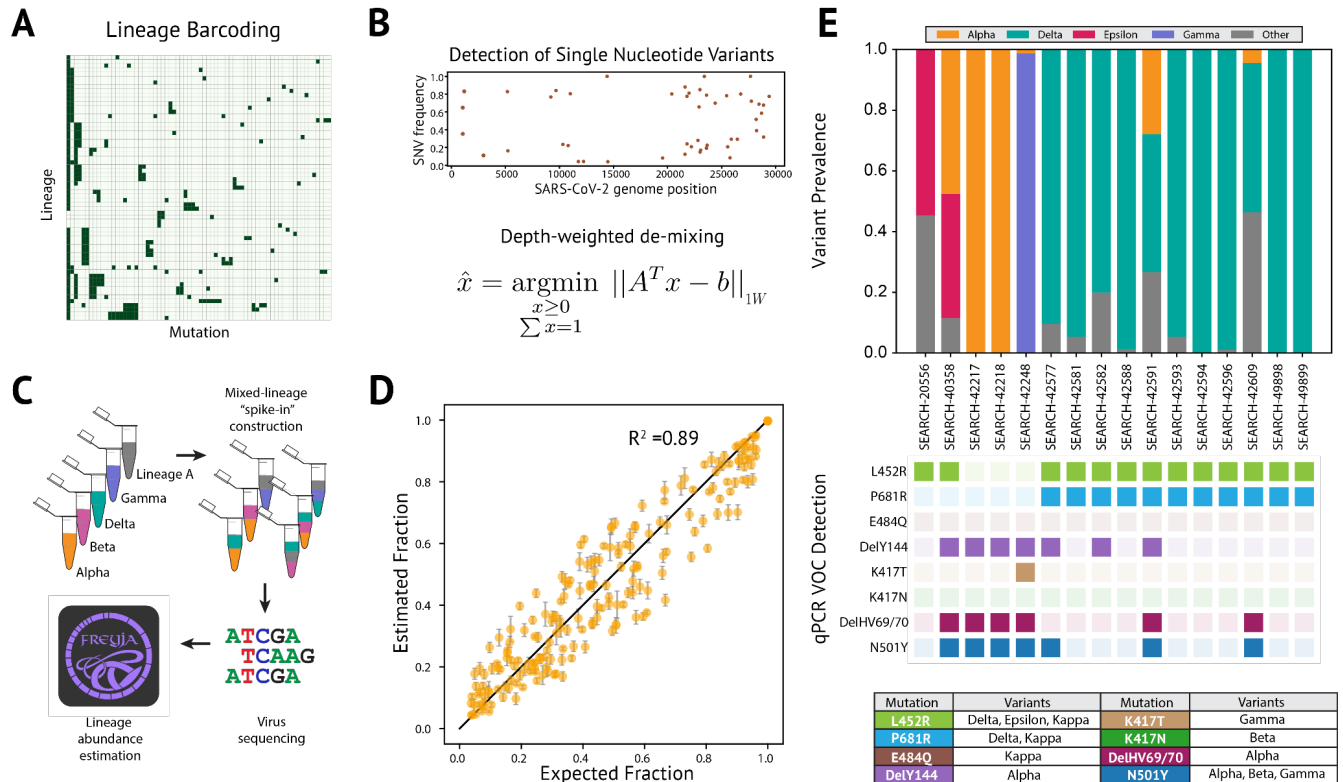 A
Lineage Barcoding
Lineage
Mutation
B
Detection of Single Nucleotide Variants
SNV frequency
1.0
0.8
0.6
0.4
0.2
0.0
0 5000 10000 15000 20000 25000 30000
SARS-CoV-2 genome position
Depth-weighted de-mixing
x̂ = argmin ||A^T x − b||_1W
x≥0
∑ x=1
C
Mixed-lineage
"spike-in"
construction
Lineage A
Gamma
Delta
Beta
Alpha
FREYJA
ATCGA
TCAAG
ATCGA
Lineage
abundance
estimation
Virus
sequencing
D
R² =0.89
Estimated Fraction
1.0
0.8
0.6
0.4
0.2
0.0
0.0 0.2 0.4 0.6 0.8 1.0
Expected Fraction
E
Alpha Delta Epsilon Gamma Other
Variant Prevalence
1.0
0.8
0.6
0.4
0.2
0.0
SEARCH-20556
SEARCH-40358
SEARCH-42217
SEARCH-42218
SEARCH-42248
SEARCH-42577
SEARCH-42581
SEARCH-42582
SEARCH-42588
SEARCH-42591
SEARCH-42593
SEARCH-42594
SEARCH-42596
SEARCH-42609
SEARCH-49898
SEARCH-49899
qPCR VOC Detection
L452R
P681R
E484Q
DelY144
K417T
K417N
DelHV69/70
N501Y
Mutation Variants Mutation Variants
L452R Delta, Epsilon, Kappa K417T Gamma
P681R Delta, Kappa K417N Beta
E484Q Kappa DelHV69/70 Alpha
DelY144 Alpha N501Y Alpha, Beta, Gamma